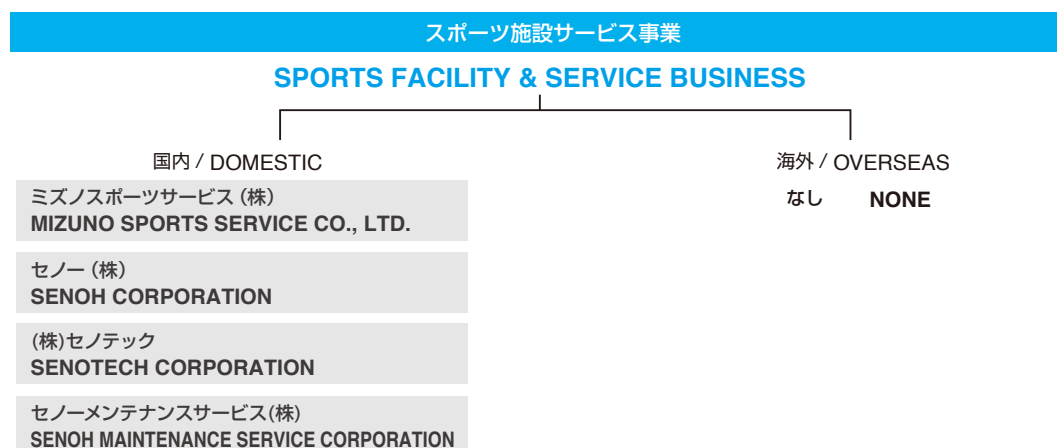 スポーツ施設サービス事業
SPORTS FACILITY & SERVICE BUSINESS
国内 / DOMESTIC
ミズノスポーツサービス（株）
MIZUNO SPORTS SERVICE CO., LTD.
セノー（株）
SENOH CORPORATION
(株)セノテック
SENOTECH CORPORATION
セノーメンテナンスサービス(株)
SENOH MAINTENANCE SERVICE CORPORATION
海外 / OVERSEAS
なし NONE